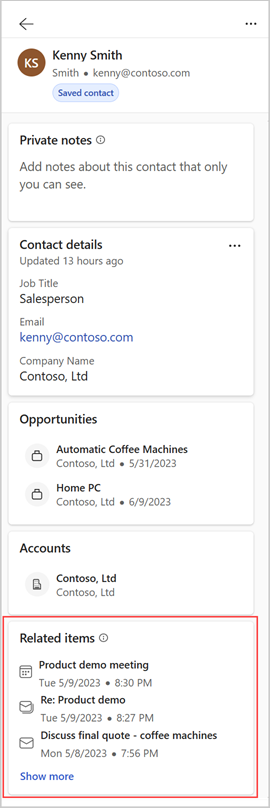 KS
Kenny Smith
Smith • kenny@contoso.com
Saved contact
Private notes
Add notes about this contact that only
you can see.
Contact details
Updated 13 hours ago
Job Title
Salesperson
Email
kenny@contoso.com
Company Name
Contoso, Ltd
Opportunities
Automatic Coffee Machines
Contoso, Ltd • 5/31/2023
Home PC
Contoso, Ltd • 6/9/2023
Accounts
Contoso, Ltd
Contoso, Ltd
Related items
Product demo meeting
Tue 5/9/2023 • 8:30 PM
Re: Product demo
Tue 5/9/2023 • 8:27 PM
Discuss final quote - coffee machines
Mon 5/8/2023 • 7:56 PM
Show more